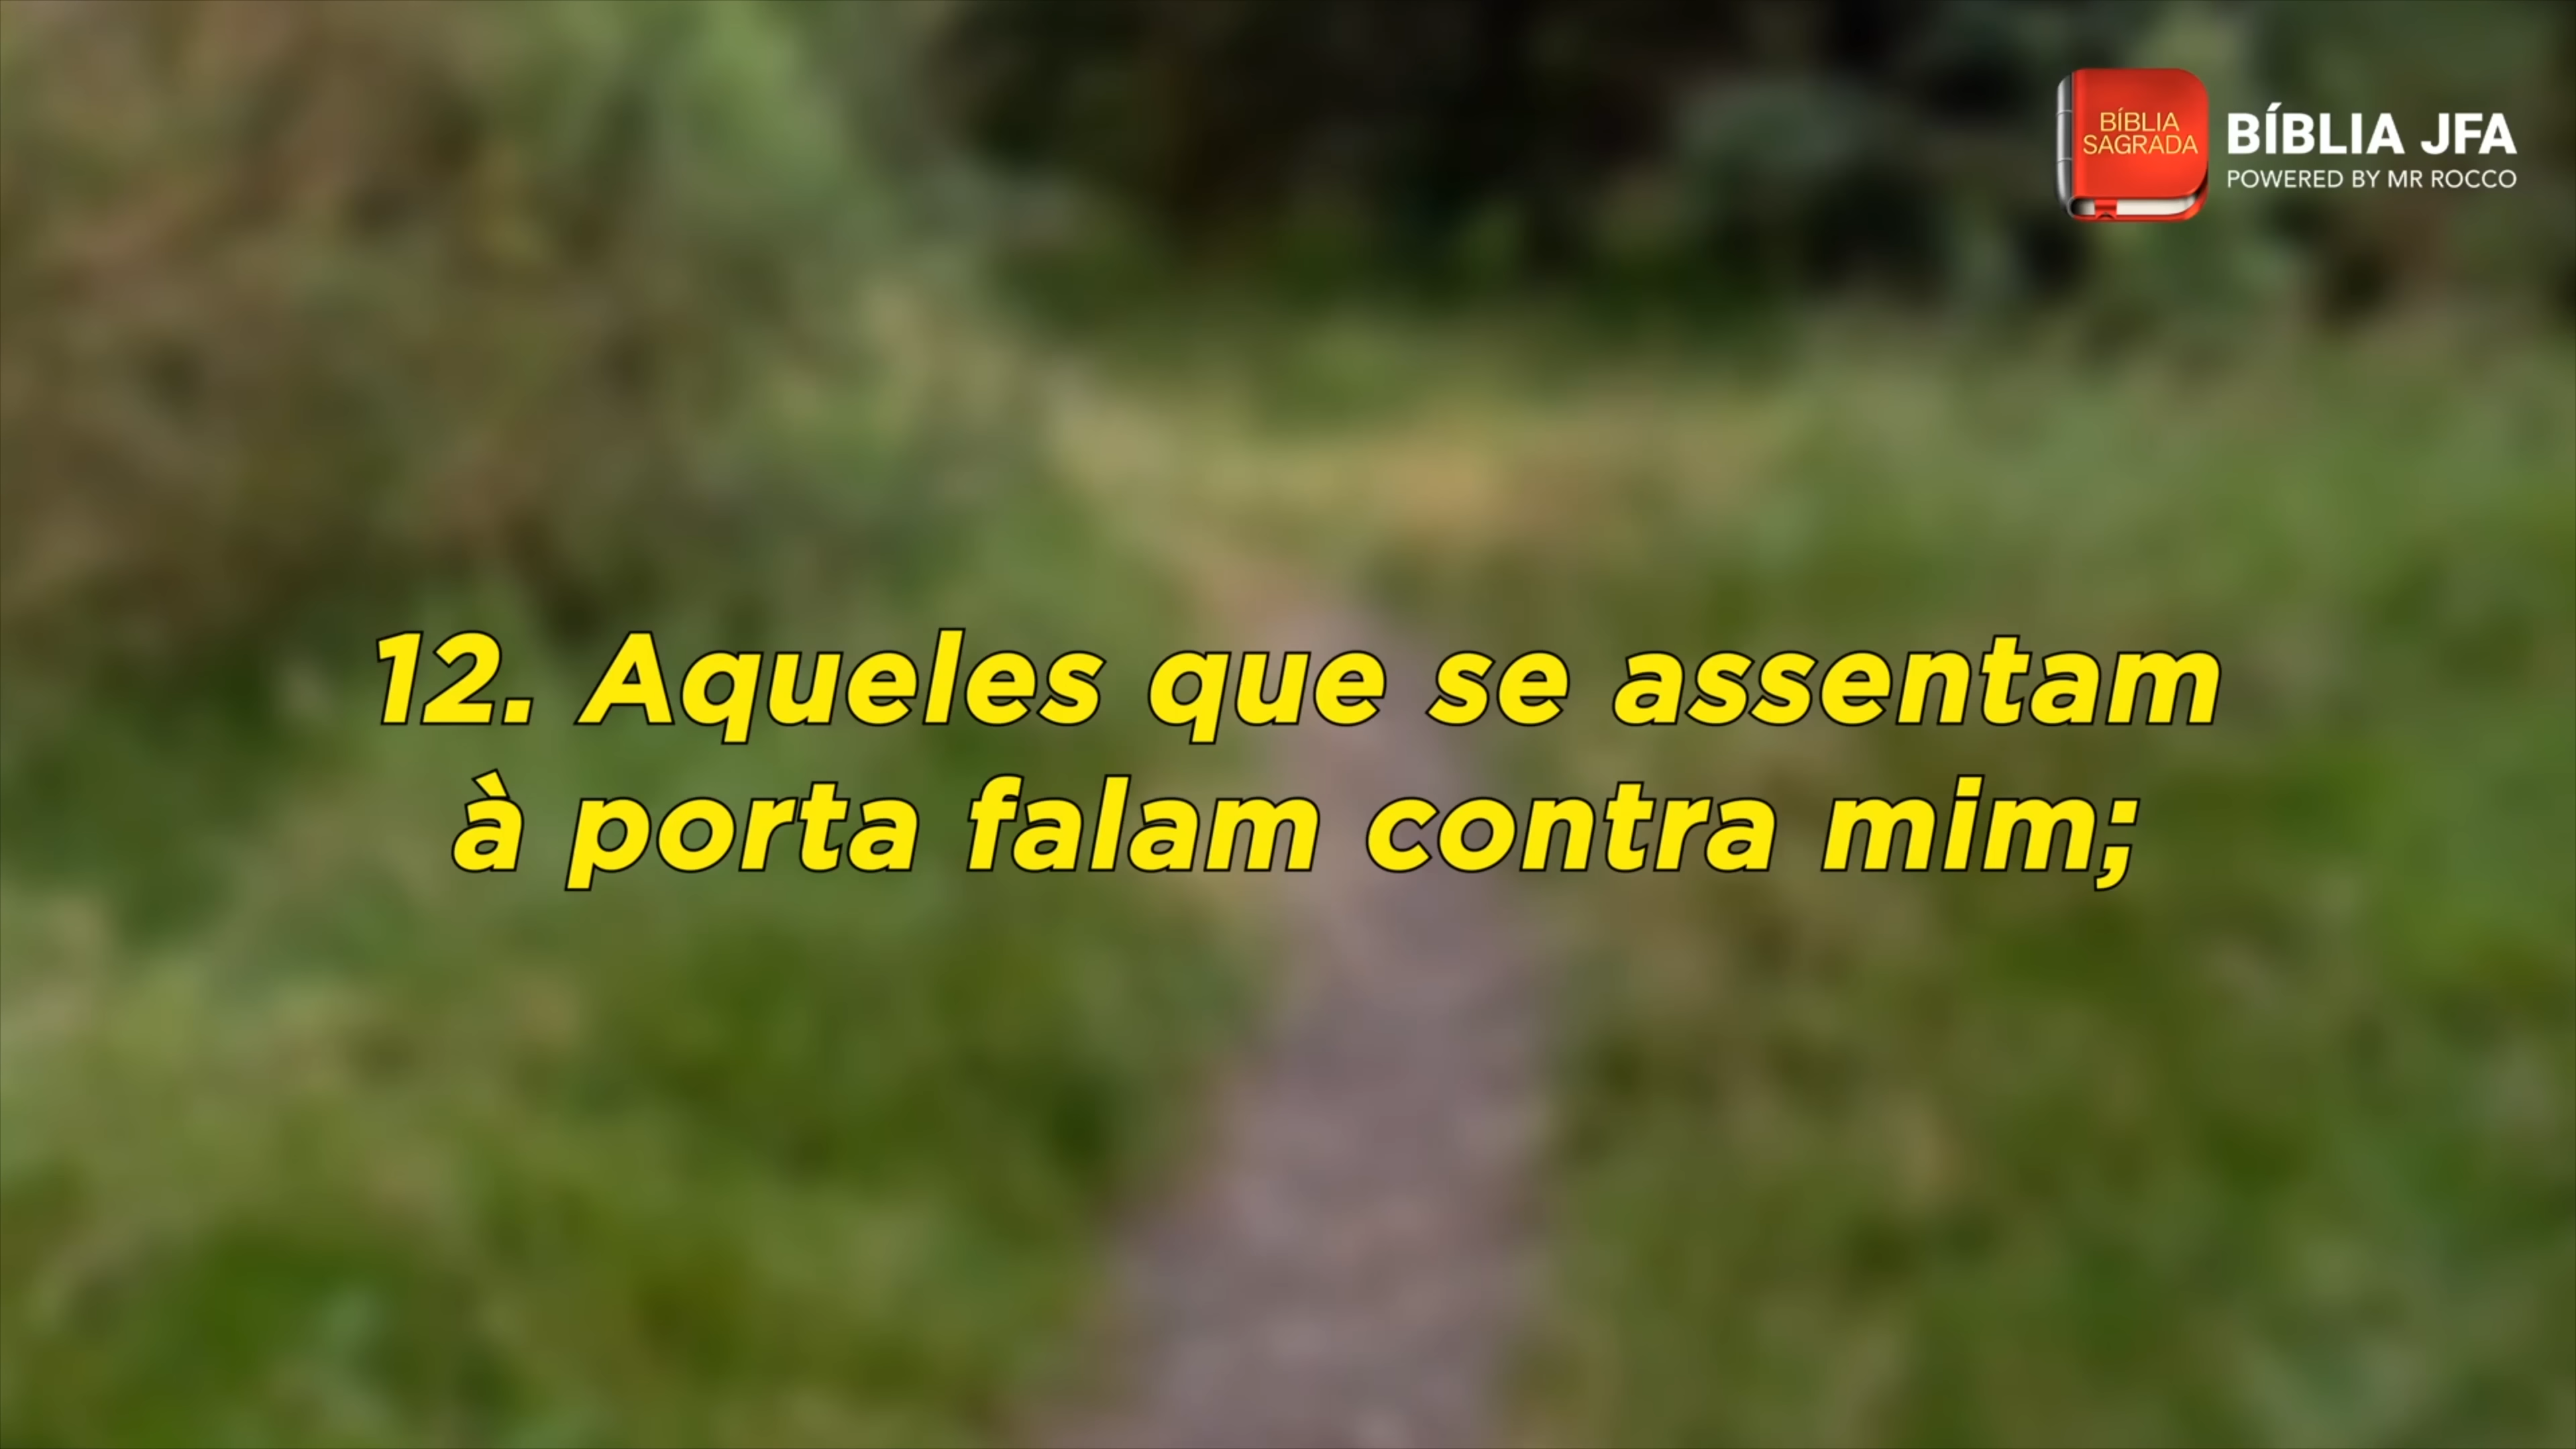 BÍBLIA
SAGRADA
BÍBLIA JFA
POWERED BY MR ROCCO
12. Aqueles que se assentam
à porta falam contra mim;